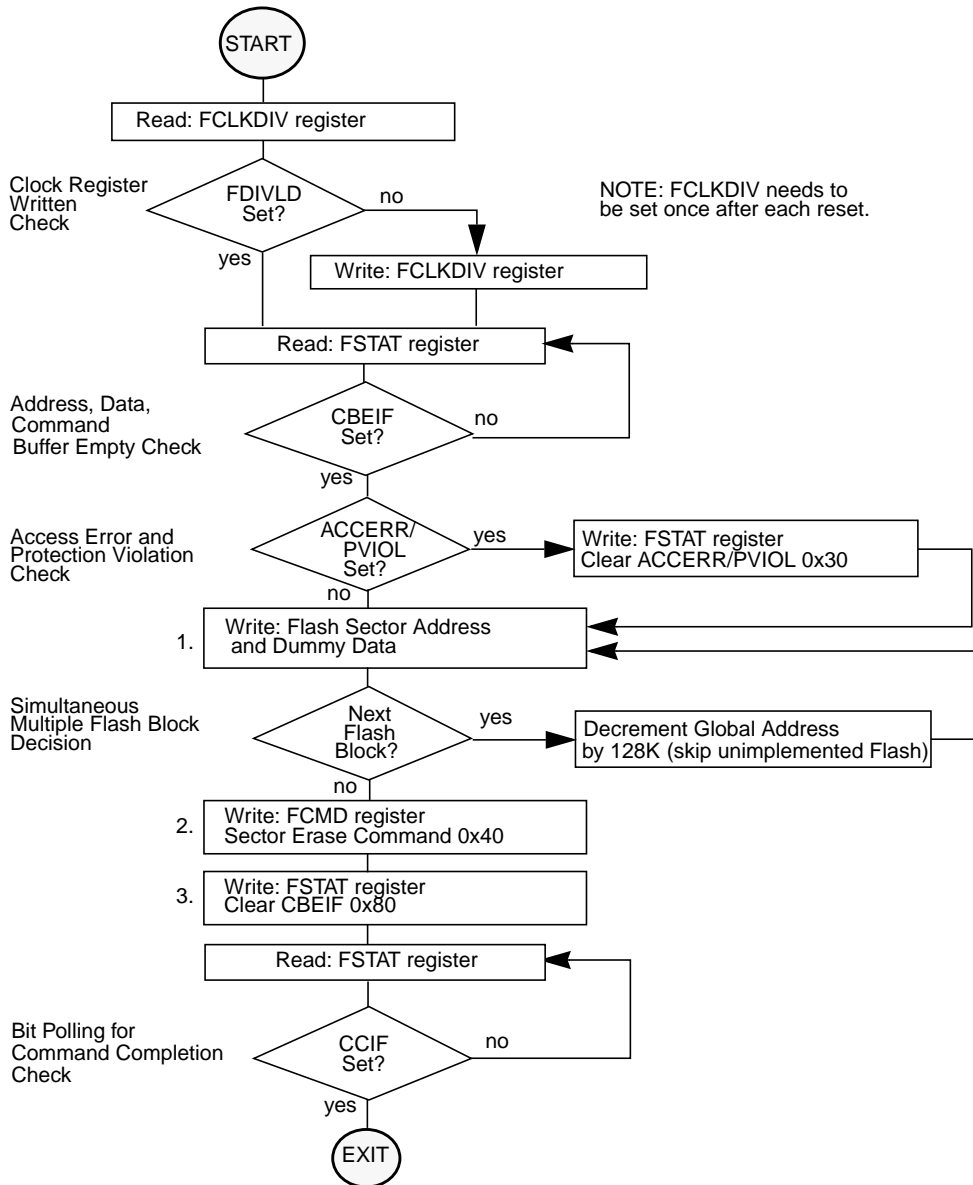 START
Read: FCLKDIV register
Clock Register
Written
Check
FDIVLD
Set?
no
yes
NOTE: FCLKDIV needs to
be set once after each reset.
Write: FCLKDIV register
Read: FSTAT register
Address, Data,
Command
Buffer Empty Check
CBEIF
Set?
no
yes
Access Error and
Protection Violation
Check
ACCERR/
PVIOL
Set?
yes
no
Write: FSTAT register
Clear ACCERR/PVIOL 0x30
1.
Write: Flash Sector Address
and Dummy Data
Simultaneous
Multiple Flash Block
Decision
Next
Flash
Block?
yes
no
Decrement Global Address
by 128K (skip unimplemented Flash)
2.
Write: FCMD register
Sector Erase Command 0x40
3.
Write: FSTAT register
Clear CBEIF 0x80
Read: FSTAT register
Bit Polling for
Command Completion
Check
CCIF
Set?
no
yes
EXIT